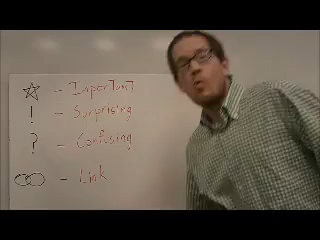 ☆ - Important
! - Surprising
? - Confusing
- Link